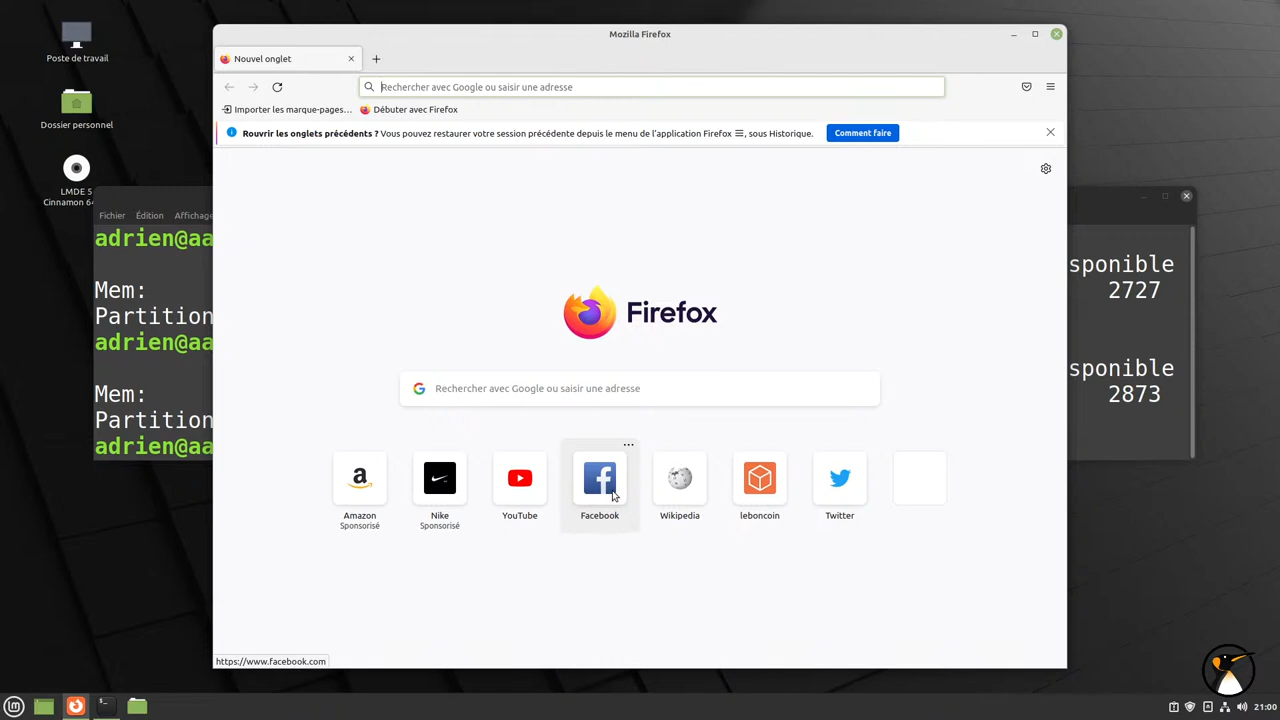 Poste de travail
Dossier personnel
LMDE 5
Cinnamon 64
Mozilla Firefox
Nouvel onglet
Rechercher avec Google ou saisir une adresse
Importer les marque-pages…
Débuter avec Firefox
Rouvrir les onglets précédents ? Vous pouvez restaurer votre session précédente depuis le menu de l'application Firefox ☰, sous Historique.
Comment faire
Fichier Édition Affichage
adrien@aa
sponible
Mem:
2727
Partition
adrien@aa
sponible
Mem:
2873
Partition
adrien@aa
Firefox
Rechercher avec Google ou saisir une adresse
Amazon
Sponsorisé
Nike
Sponsorisé
YouTube
Facebook
Wikipedia
leboncoin
Twitter
https://www.facebook.com
21:00